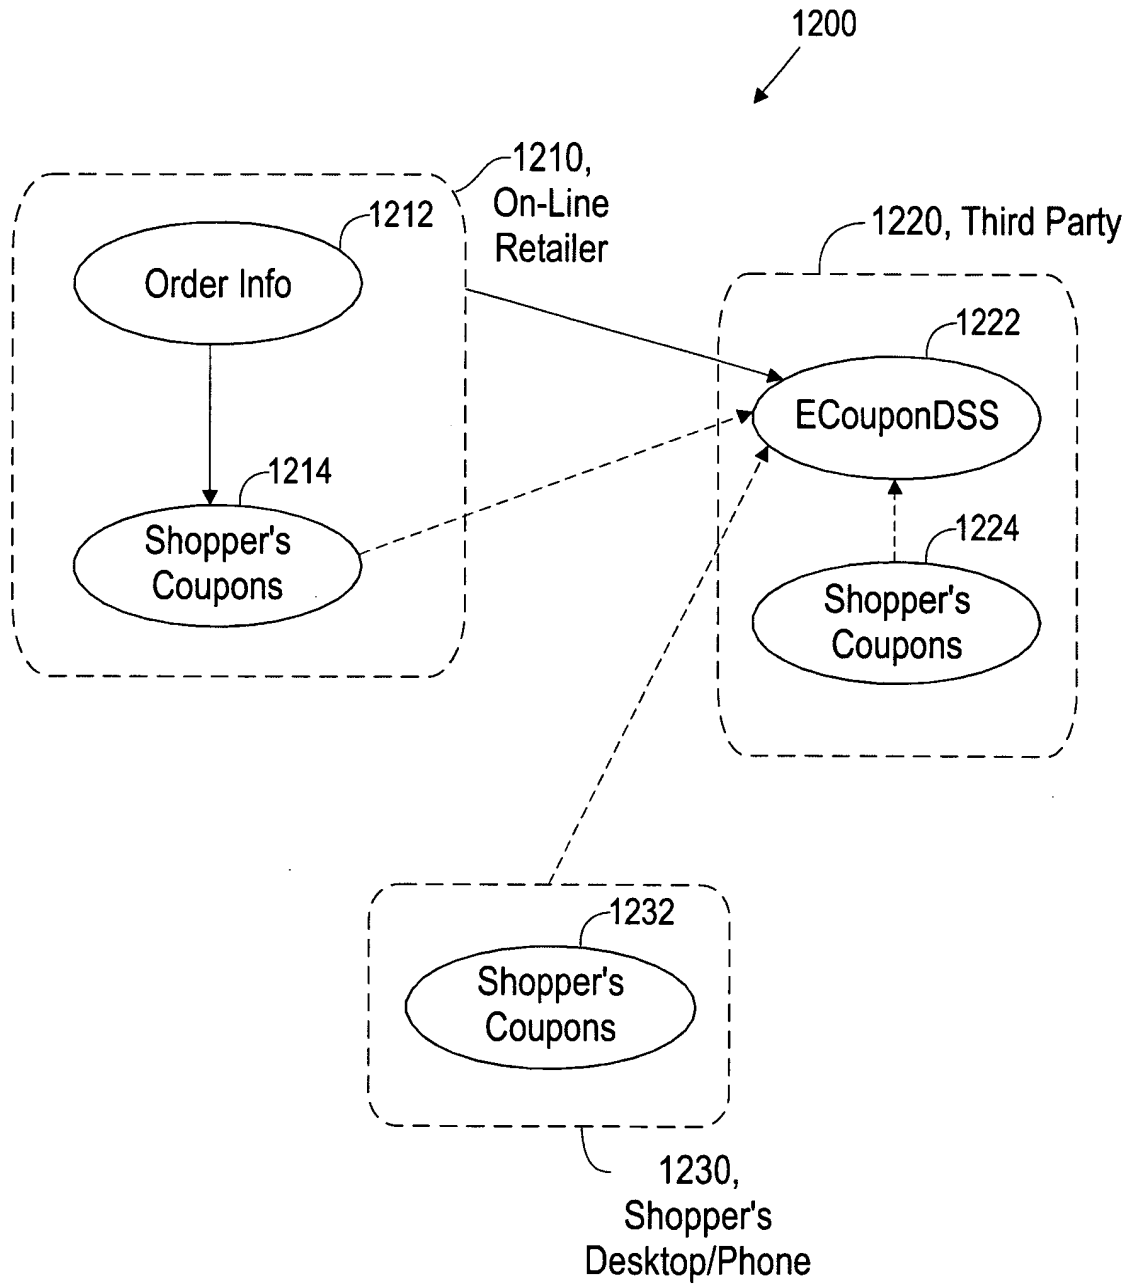 1200
1210,
On-Line
Retailer
1212
Order Info
1220, Third Party
1222
ECouponDSS
1214
Shopper's
Coupons
1224
Shopper's
Coupons
1232
Shopper's
Coupons
1230,
Shopper's
Desktop/Phone